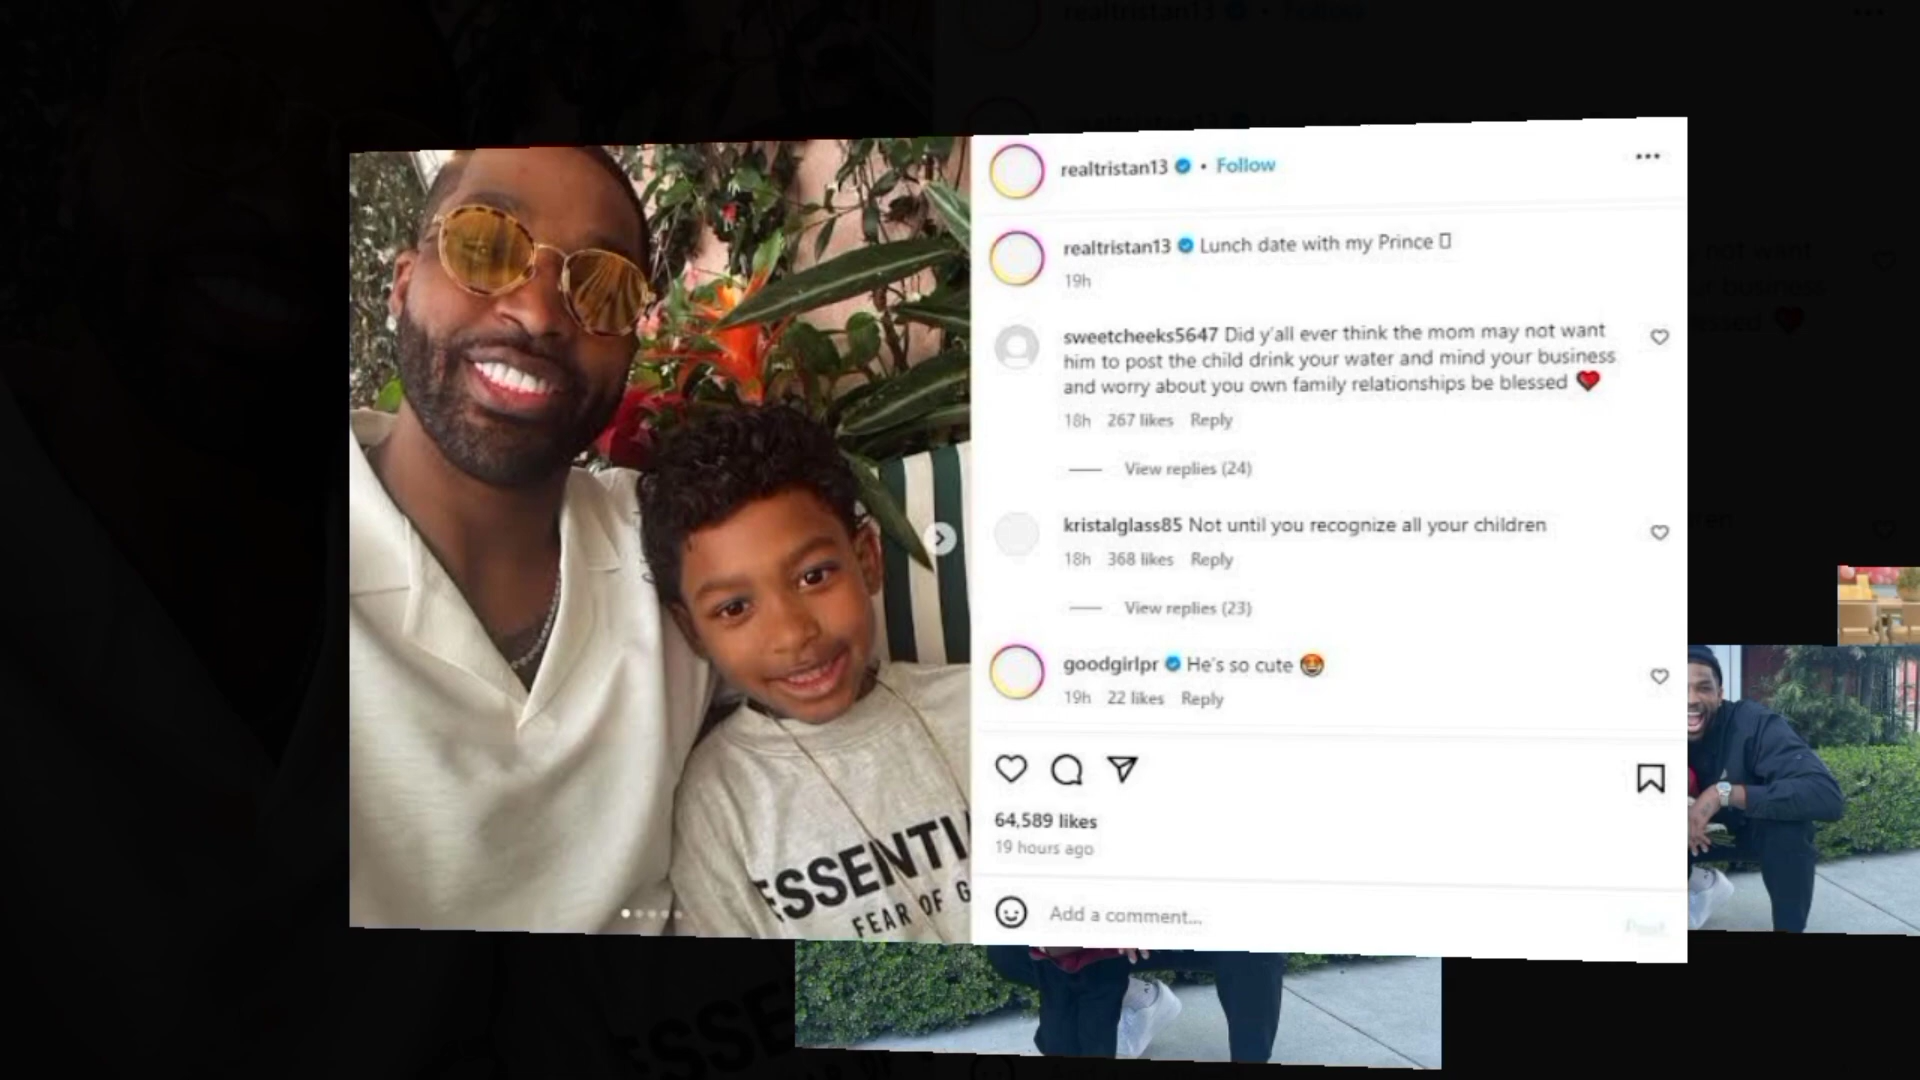 realtristan13 • Follow
realtristan13 Lunch date with my Prince
19h
sweetcheeks5647 Did y'all ever think the mom may not want
him to post the child drink your water and mind your business
and worry about you own family relationships be blessed ❤️
18h 267 likes Reply
View replies (24)
kristalglass85 Not until you recognize all your children
18h 368 likes Reply
View replies (23)
goodgirlpr He's so cute 🤩
19h 22 likes Reply
64,589 likes
19 hours ago
Add a comment...
Post
ESSENTI
FEAR OF G